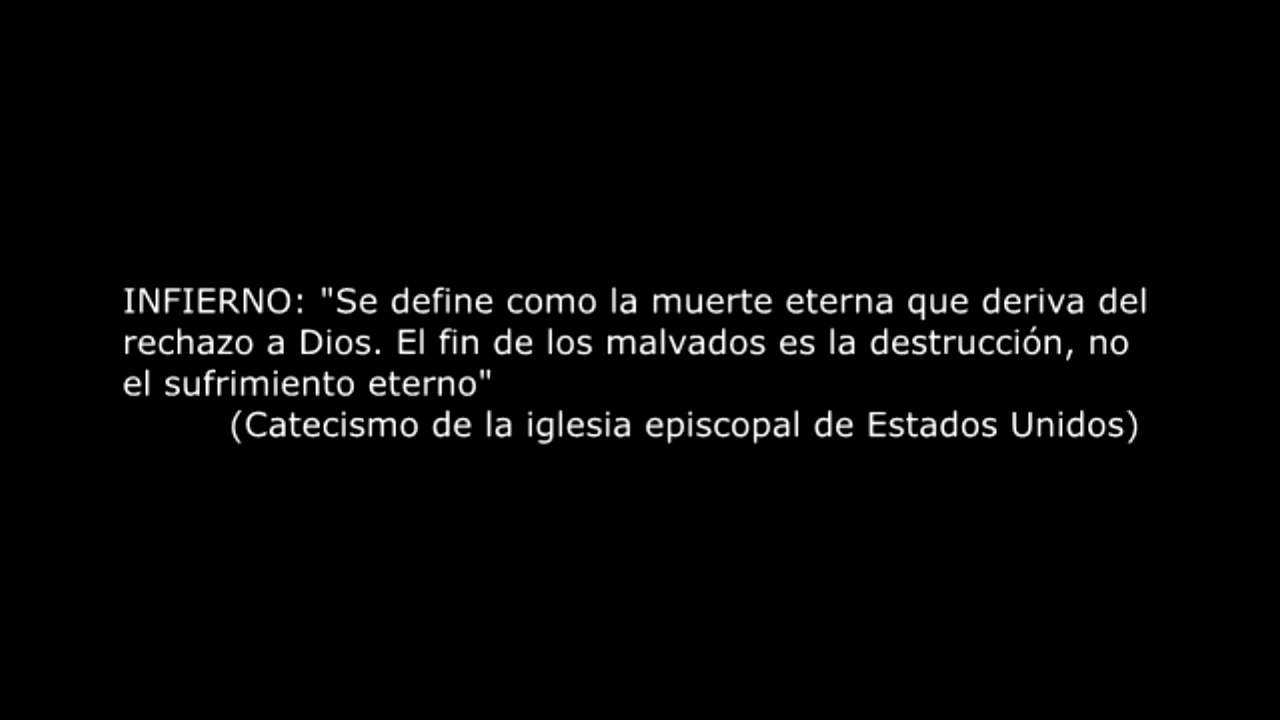 INFIERNO: "Se define como la muerte eterna que deriva del
rechazo a Dios. El fin de los malvados es la destrucción, no
el sufrimiento eterno"
(Catecismo de la iglesia episcopal de Estados Unidos)